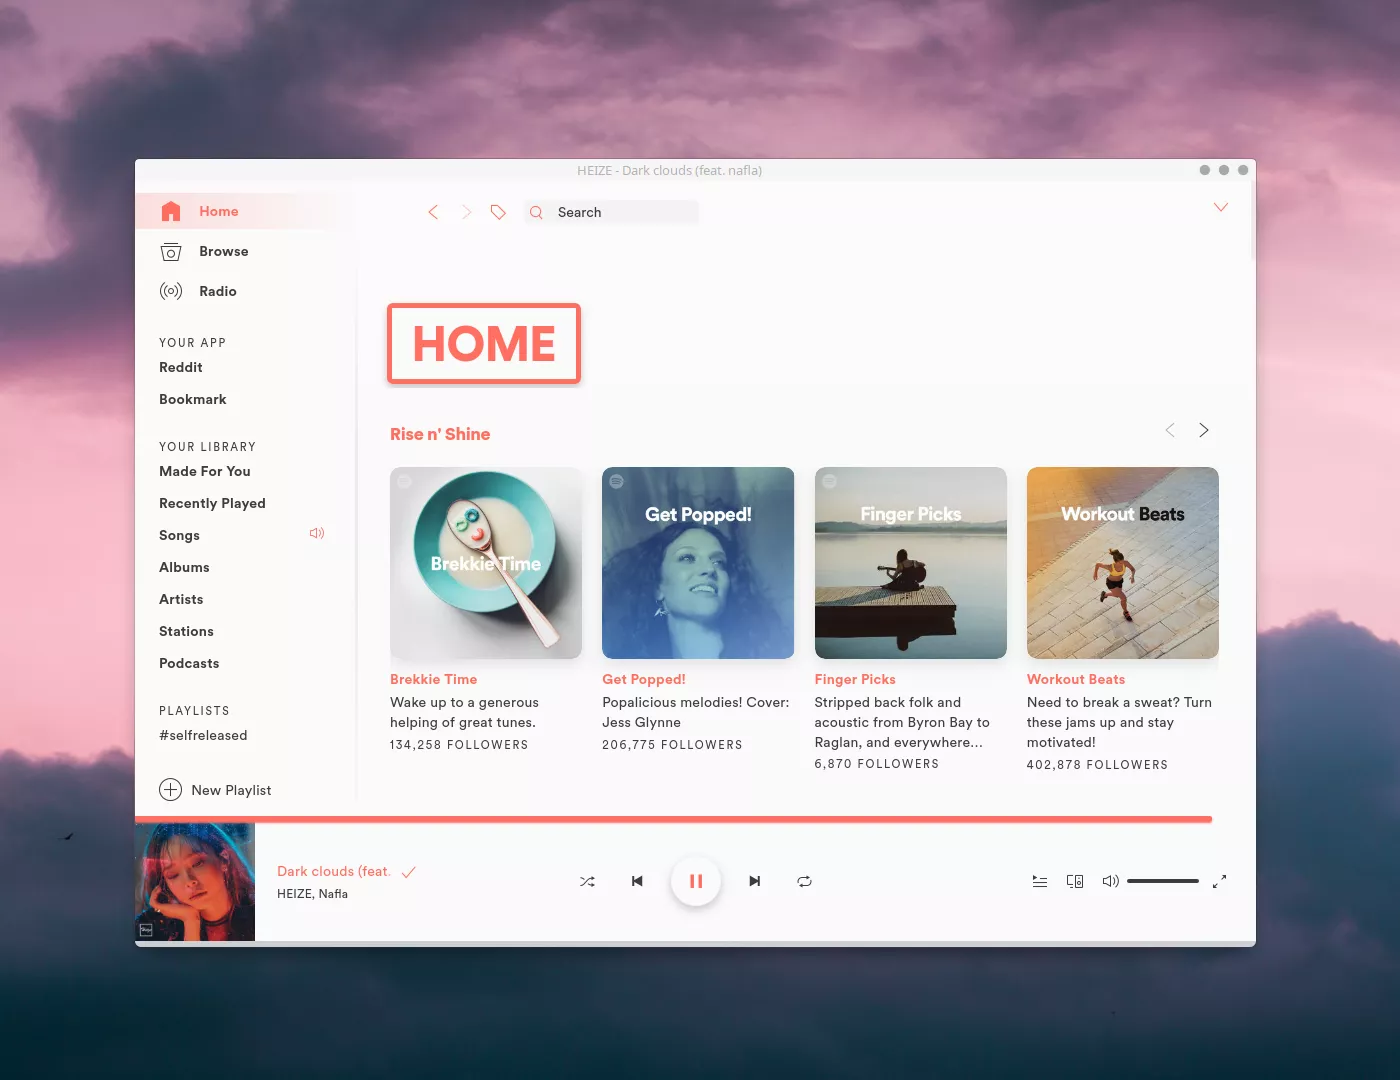 HEIZE - Dark clouds (feat. nafla)
Home
Browse
Radio
YOUR APP
Reddit
Bookmark
YOUR LIBRARY
Made For You
Recently Played
Songs
Albums
Artists
Stations
Podcasts
PLAYLISTS
#selfreleased
New Playlist
Search
HOME
Rise n' Shine
Brekkie Time
Get Popped!
Finger Picks
Workout Beats
Brekkie Time
Wake up to a generous
helping of great tunes.
134,258 FOLLOWERS
Get Popped!
Popalicious melodies! Cover:
Jess Glynne
206,775 FOLLOWERS
Finger Picks
Stripped back folk and
acoustic from Byron Bay to
Raglan, and everywhere...
6,870 FOLLOWERS
Workout Beats
Need to break a sweat? Turn
these jams up and stay
motivated!
402,878 FOLLOWERS
Dark clouds (feat.
HEIZE, Nafla